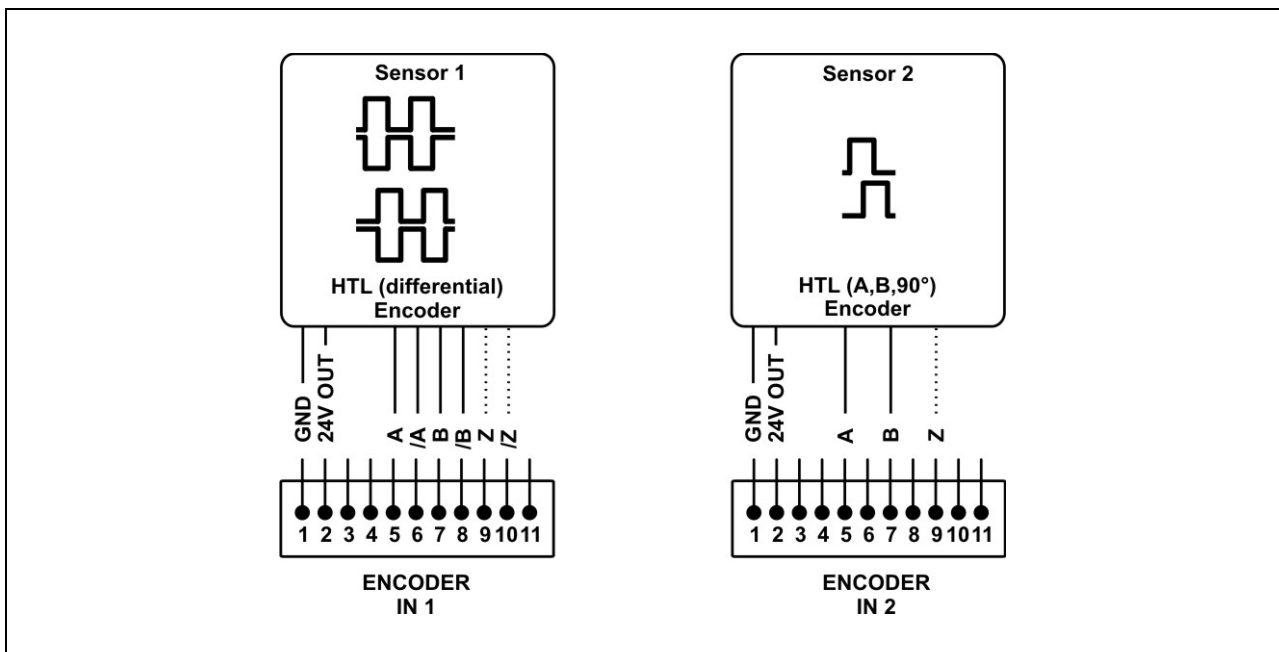 Sensor 1
HTL (differential)
Encoder
GND
24V OUT
A
/A
B
/B
Z
/Z
1 2 3 4 5 6 7 8 9 10 11
ENCODER
IN 1
Sensor 2
HTL (A,B,90°)
Encoder
GND
24V OUT
A
B
Z
1 2 3 4 5 6 7 8 9 10 11
ENCODER
IN 2